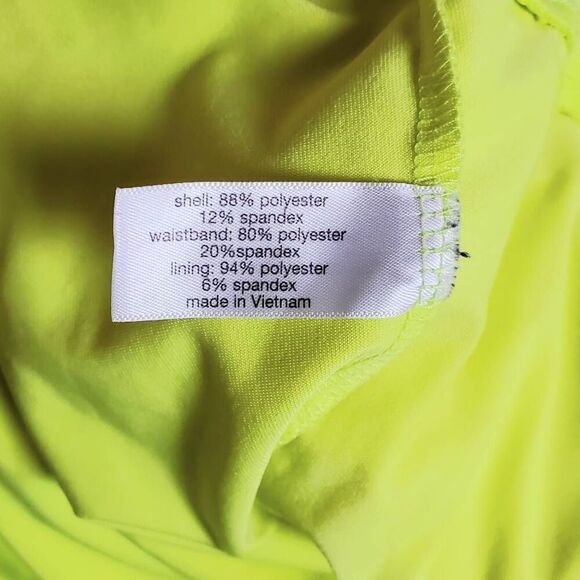 shell: 88% polyester
12% spandex
waistband: 80% polyester
20%spandex
lining: 94% polyester
6% spandex
made in Vietnam